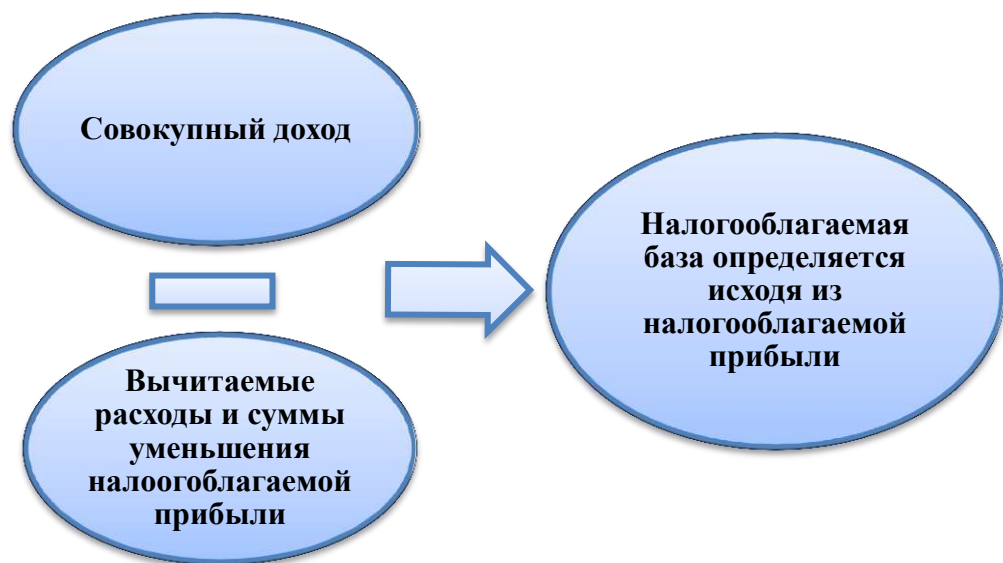 Совокупный доход
Вычитаемые
расходы и суммы
уменьшения
налоогоблагаемой
прибыли
Налогооблагаемая
база определяется
исходя из
налогооблагаемой
прибыли